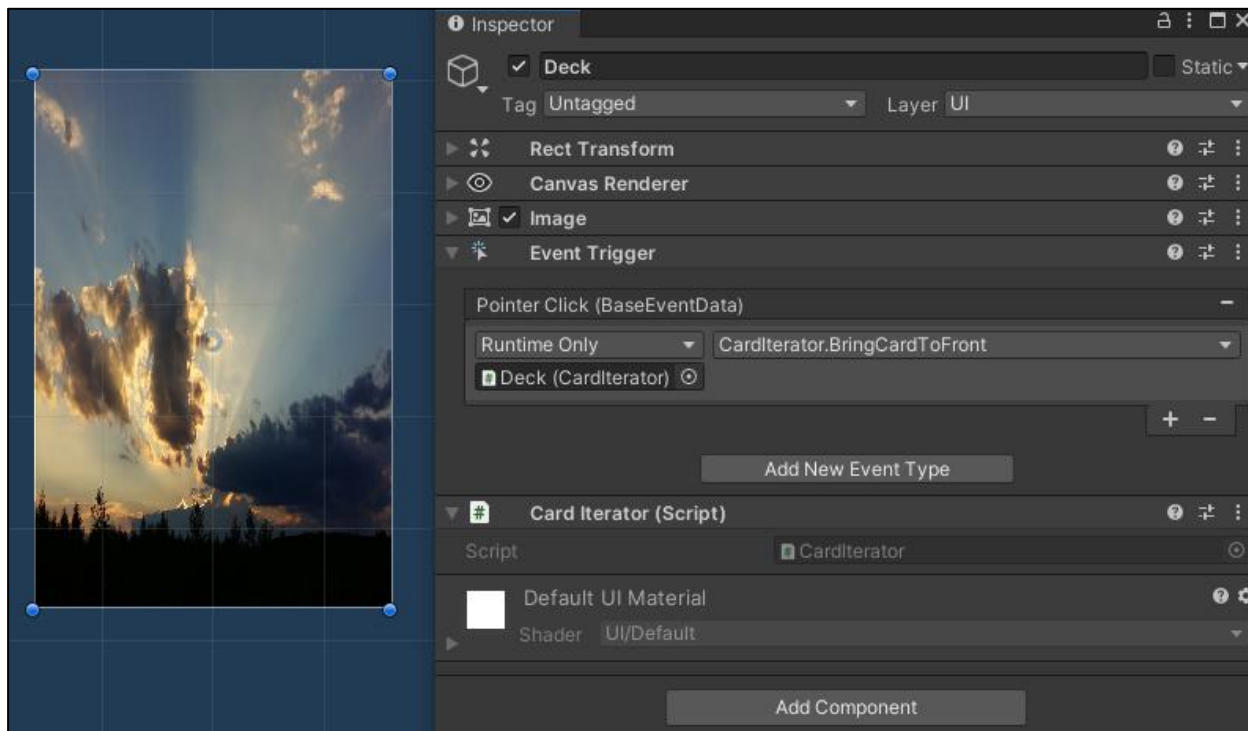 Inspector
Deck
Static
Tag Untagged Layer UI
Rect Transform
Canvas Renderer
Image
Event Trigger
Pointer Click (BaseEventData)
Runtime Only CardIterator.BringCardToFront
Deck (CardIterator)
Add New Event Type
Card Iterator (Script)
Script CardIterator
Default UI Material
Shader UI/Default
Add Component